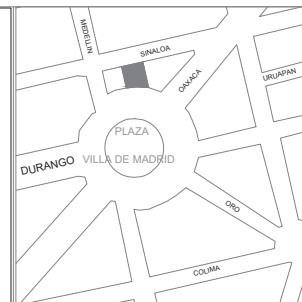 MEDELLIN
SINALOA
OAXACA
URUAPAN
PLAZA
VILLA DE MADRID
DURANGO
ORO
COLIMA